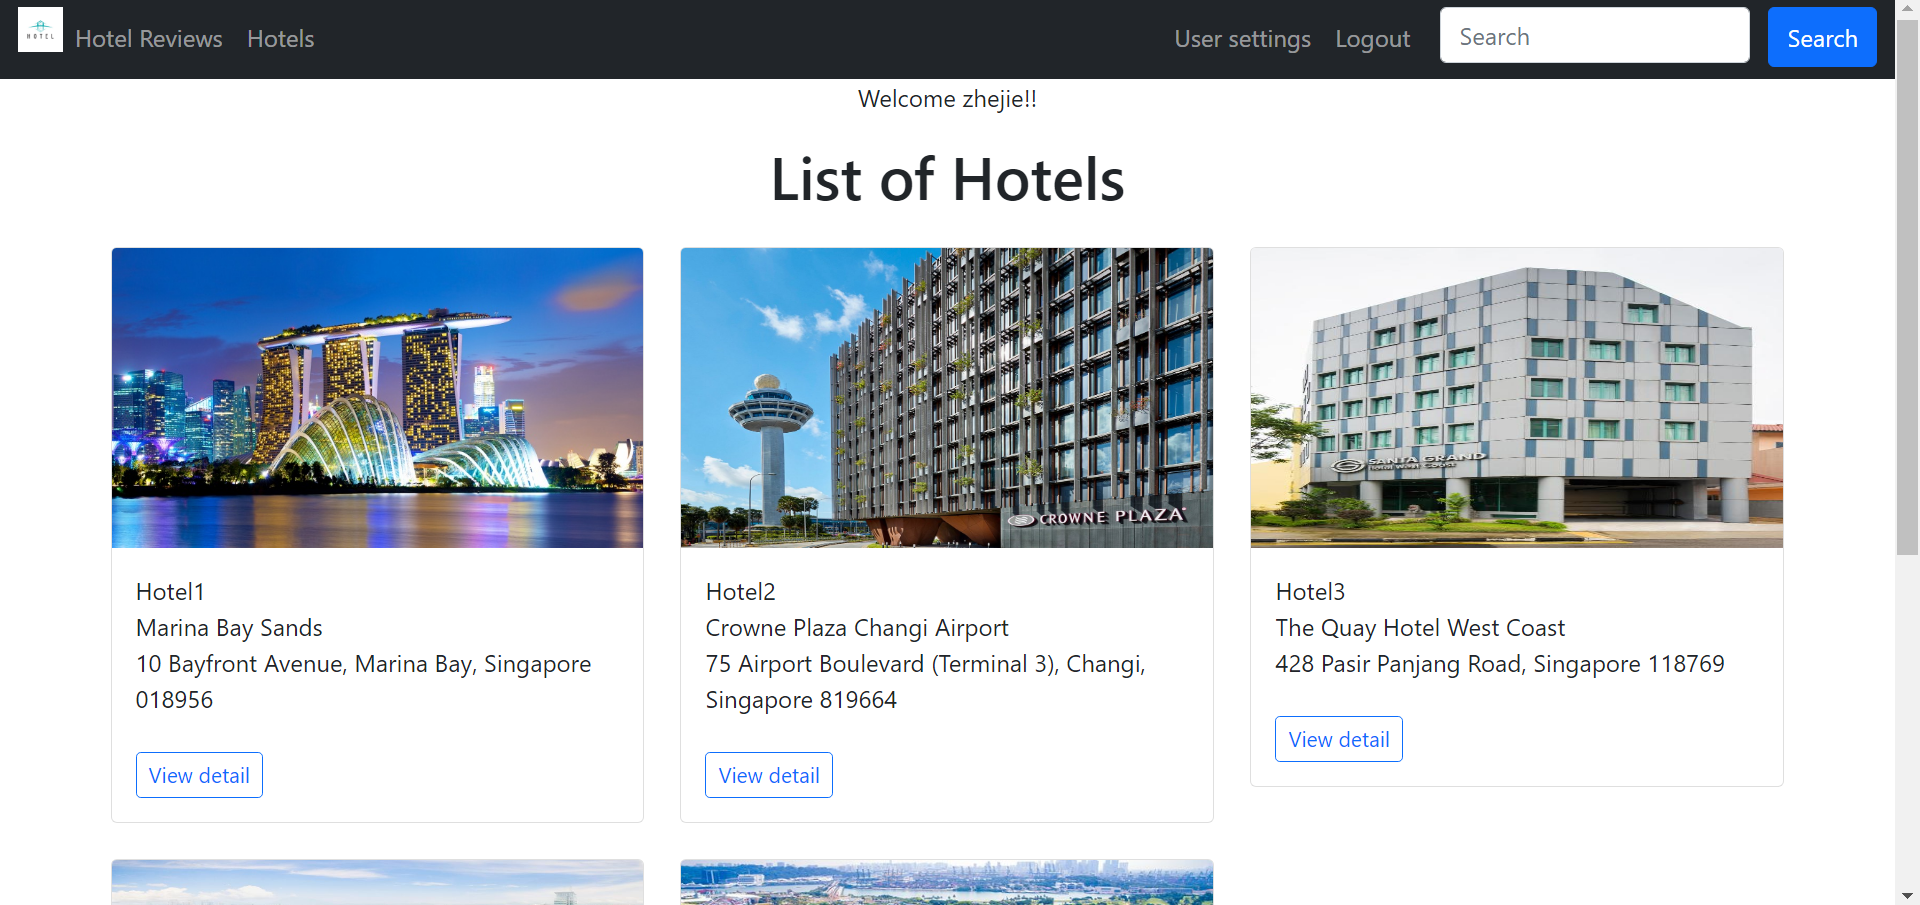 HOTEL
Hotel Reviews
Hotels
User settings
Logout
Search
Search
Welcome zhejie!!
List of Hotels
CROWNE PLAZA
SANTA GRAND
Hotel West Coast
Hotel1
Marina Bay Sands
10 Bayfront Avenue, Marina Bay, Singapore
018956
View detail
Hotel2
Crowne Plaza Changi Airport
75 Airport Boulevard (Terminal 3), Changi,
Singapore 819664
View detail
Hotel3
The Quay Hotel West Coast
428 Pasir Panjang Road, Singapore 118769
View detail